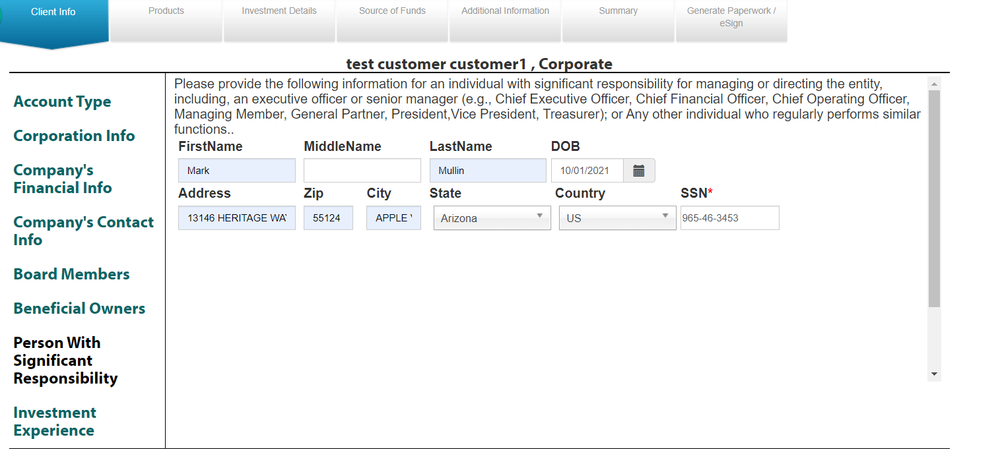 Client Info
Products
Investment Details
Source of Funds
Additional Information
Summary
Generate Paperwork /
eSign
test customer customer1 , Corporate
Account Type
Corporation Info
Company's
Financial Info
Company's Contact
Info
Board Members
Beneficial Owners
Person With
Significant
Responsibility
Investment
Experience
Please provide the following information for an individual with significant responsibility for managing or directing the entity,
including, an executive officer or senior manager (e.g., Chief Executive Officer, Chief Financial Officer, Chief Operating Officer,
Managing Member, General Partner, President,Vice President, Treasurer); or Any other individual who regularly performs similar
functions..
FirstName MiddleName LastName DOB
Mark Mullin 10/01/2021
Address Zip City State Country SSN*
13146 HERITAGE WA 55124 APPLE Arizona US 965-46-3453